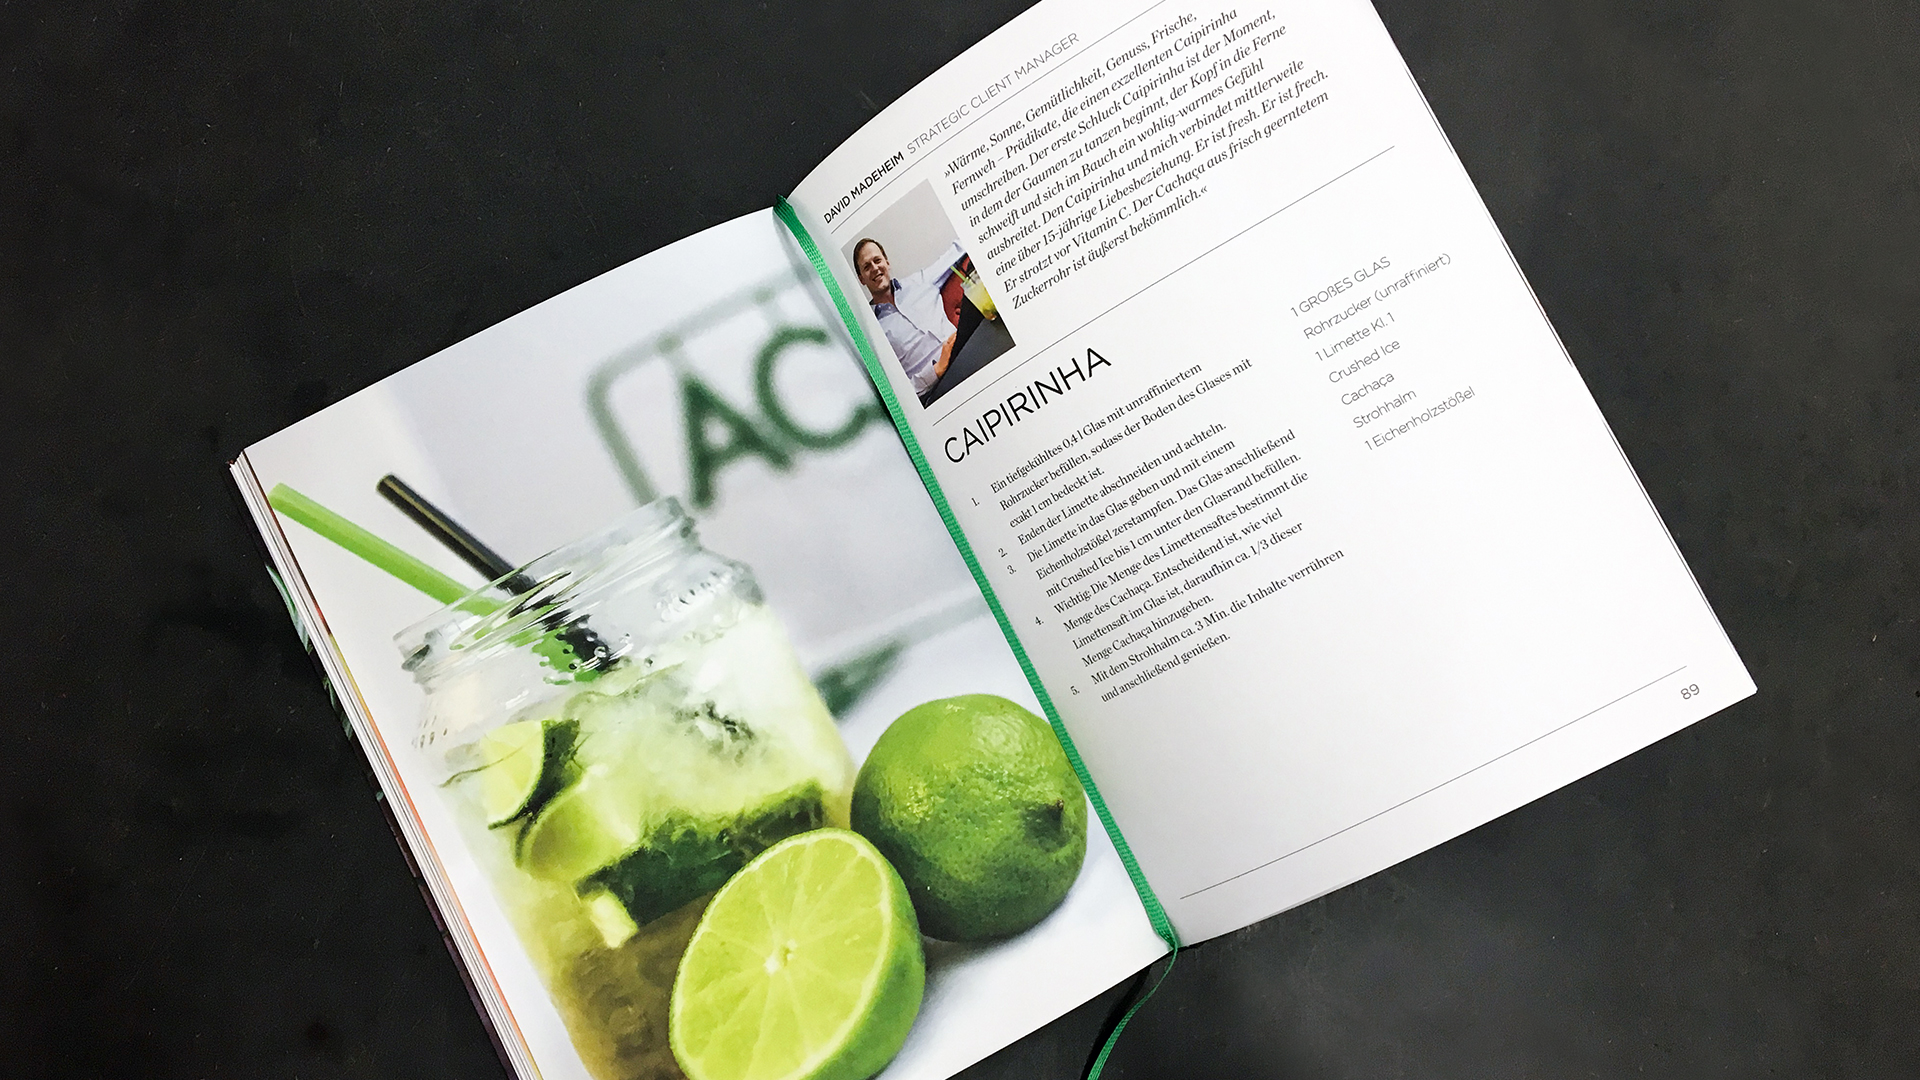 AC
DAVID MADEHEIM STRATEGIC CLIENT MANAGER
»Wärme, Sonne, Gemütlichkeit, Genuss, Frische,
Fernweh – Prädikate, die einen exzellenten Caipirinha
umschreiben. Der erste Schluck Caipirinha ist der Moment,
in dem der Gaumen zu tanzen beginnt, der Kopf in die Ferne
schweift und sich im Bauch ein wohlig-warmes Gefühl
ausbreitet. Den Caipirinha und mich verbindet mittlerweile
eine über 15-jährige Liebesbeziehung. Er ist fresh. Er ist frech.
Er strotzt vor Vitamin C. Der Cachaça aus frisch geerntetem
Zuckerrohr ist äußerst bekömmlich.«
CAIPIRINHA
1. Ein tiefgekühltes 0,4 l Glas mit unraffiniertem
Rohrzucker befüllen, sodass der Boden des Glases mit
exakt 1 cm bedeckt ist.
2. Enden der Limette abschneiden und achteln.
3. Die Limette in das Glas geben und mit einem
Eichenholzstößel zerstampfen. Das Glas anschließend
mit Crushed Ice bis 1 cm unter den Glasrand befüllen.
4. Wichtig: Die Menge des Limettensaftes bestimmt die
Menge des Cachaça. Entscheidend ist, wie viel
Limettensaft im Glas ist, daraufhin ca. 1/3 dieser
Menge Cachaça hinzugeben.
5. Mit dem Strohhalm ca. 3 Min. die Inhalte verrühren
und anschließend genießen.
1 GROßES GLAS
Rohrzucker (unraffiniert)
1 Limette Kl. 1
Crushed Ice
Cachaça
Strohhalm
1 Eichenholzstößel
89